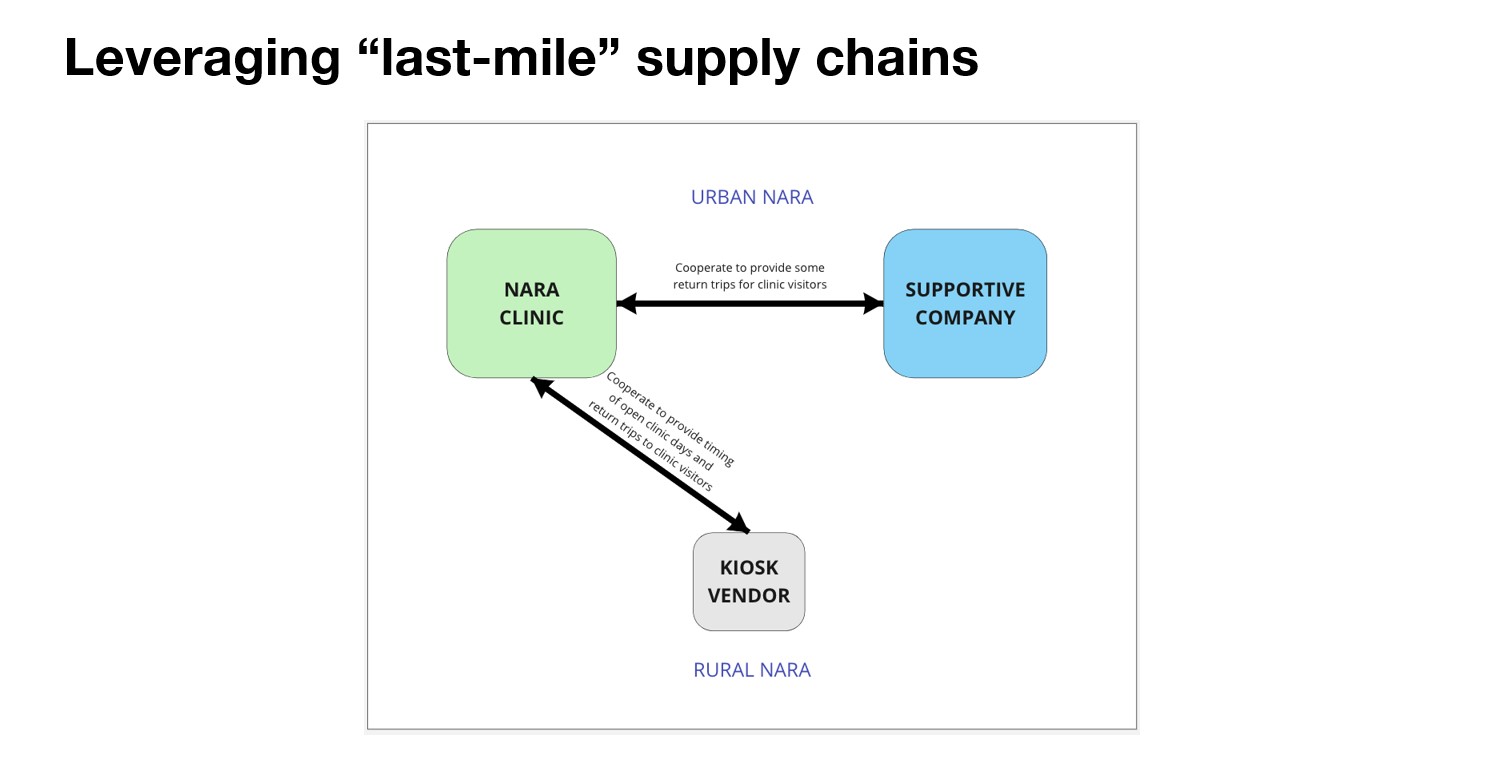 Leveraging “last-mile” supply chains
URBAN NARA
NARA
CLINIC
Cooperate to provide some
return trips for clinic visitors
SUPPORTIVE
COMPANY
Cooperate to provide timing
of open clinic days and
return trips to clinic visitors
KIOSK
VENDOR
RURAL NARA